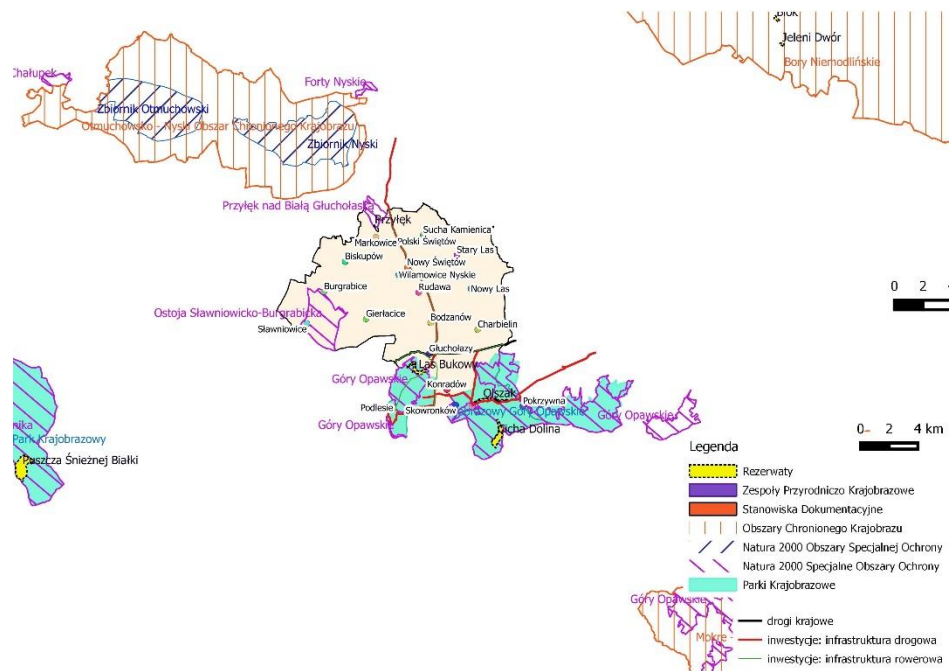 Blok
Jeleni Dwór
Bory Niemodlińskie
Chałupek
Forty Nyskie
Zbiornik Otmuchowski
Otmuchowsko - Nyski Obszar Chronionego Krajobrazu
Zbiornik Nyski
Przyłęk nad Białą Głuchołaską
Przyłęk
Sucha Kamienica
Markowice
Polski Świętów
Stary Las
Biskupów
Nowy Świętów
Wilamowice Nyskie
Burgrabice
Rudawa
Nowy Las
0 2 4
Ostoja Sławniowicko-Burgrabicka
Gierłacice
Bodzanów
Sławniowice
Charbielin
Głuchołazy
Las Bukowy
Góry Opawskie
Konradów
Olszak
Podlesie
Skowronków
Pokrzywna
Góry Opawskie
Góry Opawskie
Góry Opawskie
Cicha Dolina
nika
Park Krajobrazowy
Puszcza Śnieżnej Białki
0 2 4 km
Legenda
Rezerwaty
Zespoły Przyrodniczo Krajobrazowe
Stanowiska Dokumentacyjne
Obszary Chronionego Krajobrazu
Natura 2000 Obszary Specjalnej Ochrony
Natura 2000 Specjalne Obszary Ochrony
Parki Krajobrazowe
Góry Opawskie
drogi krajowe
Mokre -
inwestycje: infrastruktura drogowa
inwestycje: infrastruktura rowerowa